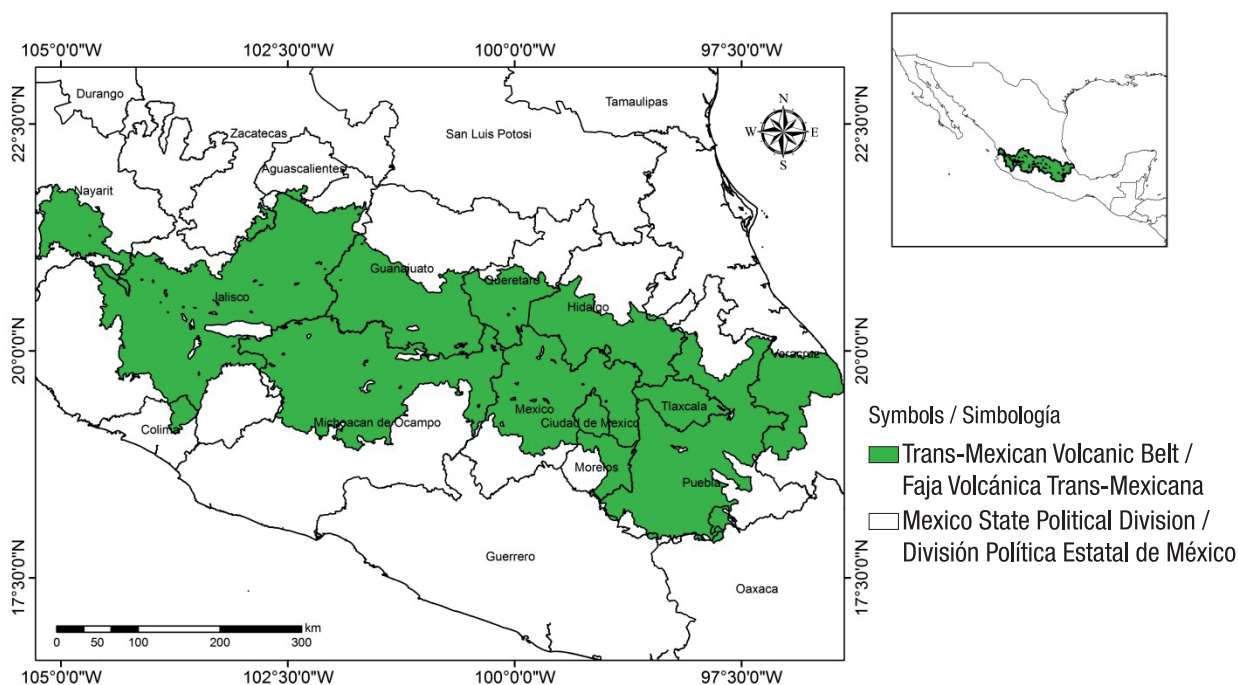 105°0'0"W
102°30'0"W
100°0'0"W
97°30'0"W
22°30'0"N
20°0'0"N
17°30'0"N
Durango
Tamaulipas
Zacatecas
San Luis Potosi
Aguascalientes
Nayarit
Guanajuato
Queretaro
Jalisco
Hidalgo
Veracruz
Mexico
Tlaxcala
Ciudad de Mexico
Michoacan de Ocampo
Colima
Morelos
Puebla
Guerrero
Oaxaca
N
W
E
S
km
0
50
100
200
300
22°30'0"N
20°0'0"N
17°30'0"N
105°0'0"W
102°30'0"W
100°0'0"W
97°30'0"W
Symbols / Simbología
Trans-Mexican Volcanic Belt /
Faja Volcánica Trans-Mexicana
Mexico State Political Division /
División Política Estatal de México